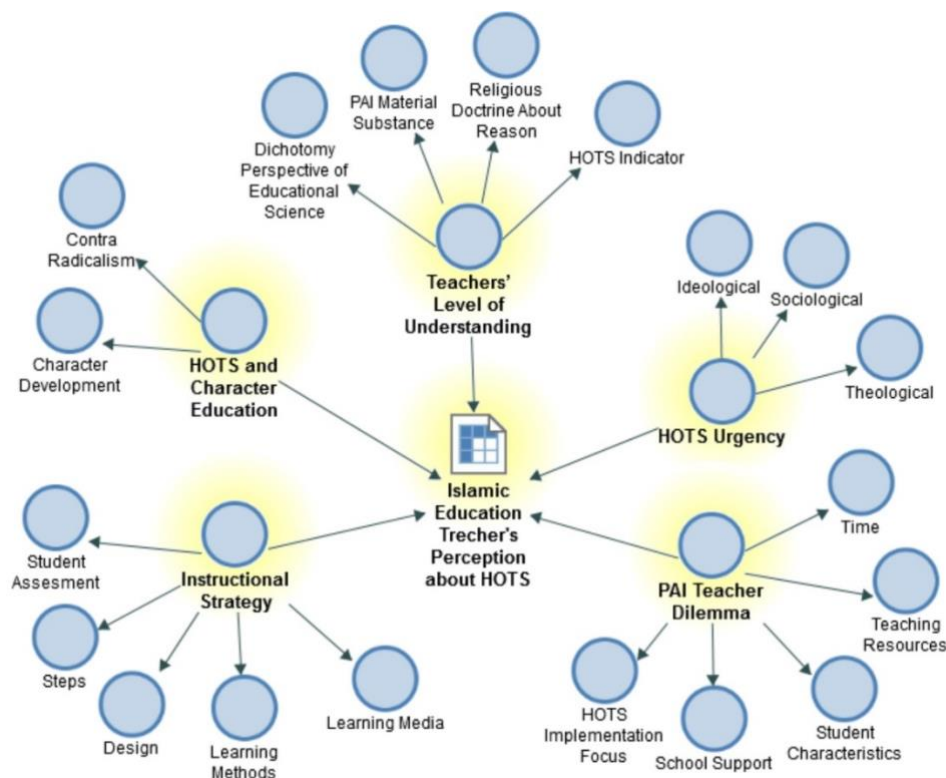 PAI Material
Substance
Religious
Doctrine About
Reason
Dichotomy
Perspective of
Educational
Science
HOTS Indicator
Contra
Radicalism
Character
Development
HOTS and
Character
Education
Teachers'
Level of
Understanding
Ideological
Sociological
Theological
HOTS Urgency
Islamic
Education
Trecher's
Perception
about HOTS
Student
Assesment
Instructional
Strategy
Steps
Design
Learning
Methods
Learning Media
Time
PAI Teacher
Dilemma
Teaching
Resources
HOTS
Implementation
Focus
School Support
Student
Characteristics